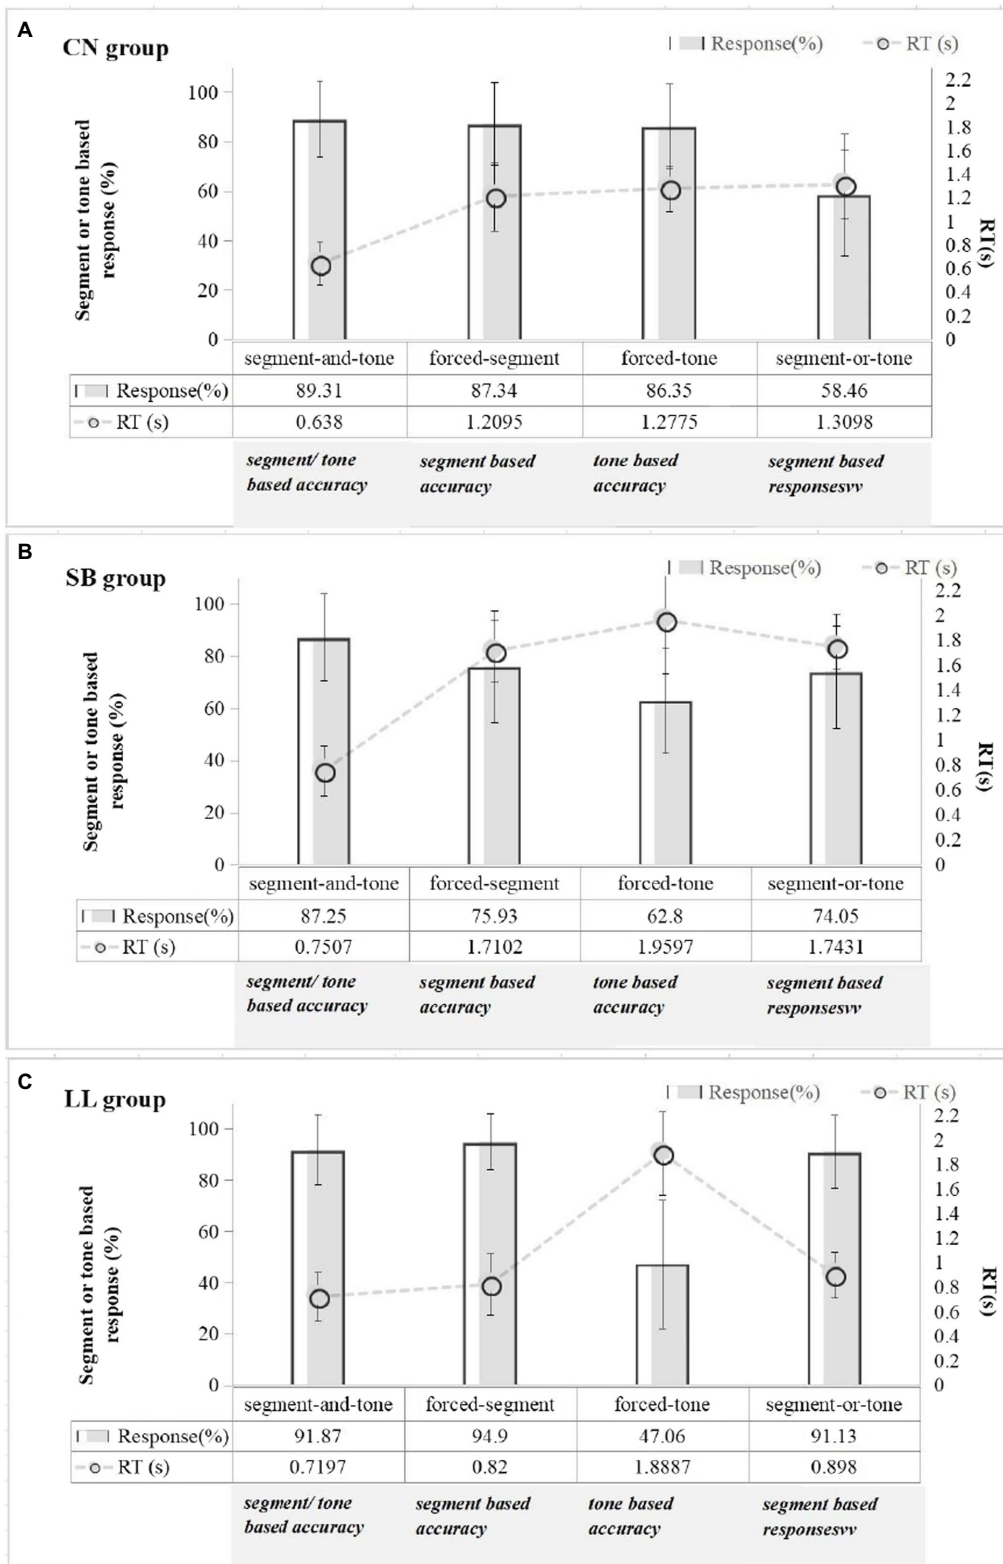 A
CN group
Response(%) RT (s)
Segment or tone based
response (%)
100
80
60
40
20
0
2.2
2
1.8
1.6
1.4
1.2
1
0.8
0.6
0.4
0.2
0
RT(s)
segment-and-tone forced-segment forced-tone segment-or-tone
Response(%) 89.31 87.34 86.35 58.46
RT (s) 0.638 1.2095 1.2775 1.3098
segment/ tone segment based tone based segment based
based accuracy accuracy accuracy responsesvv
B
SB group
Response(%) RT (s)
Segment or tone based
response (%)
100
80
60
40
20
0
2.2
2
1.8
1.6
1.4
1.2
1
0.8
0.6
0.4
0.2
0
RT(s)
segment-and-tone forced-segment forced-tone segment-or-tone
Response(%) 87.25 75.93 62.8 74.05
RT (s) 0.7507 1.7102 1.9597 1.7431
segment/ tone segment based tone based segment based
based accuracy accuracy accuracy responsesvv
C
LL group
Response(%) RT (s)
Segment or tone based
response (%)
100
80
60
40
20
0
2.2
2
1.8
1.6
1.4
1.2
1
0.8
0.6
0.4
0.2
0
RT(s)
segment-and-tone forced-segment forced-tone segment-or-tone
Response(%) 91.87 94.9 47.06 91.13
RT (s) 0.7197 0.82 1.8887 0.898
segment/ tone segment based tone based segment based
based accuracy accuracy accuracy responsesvv